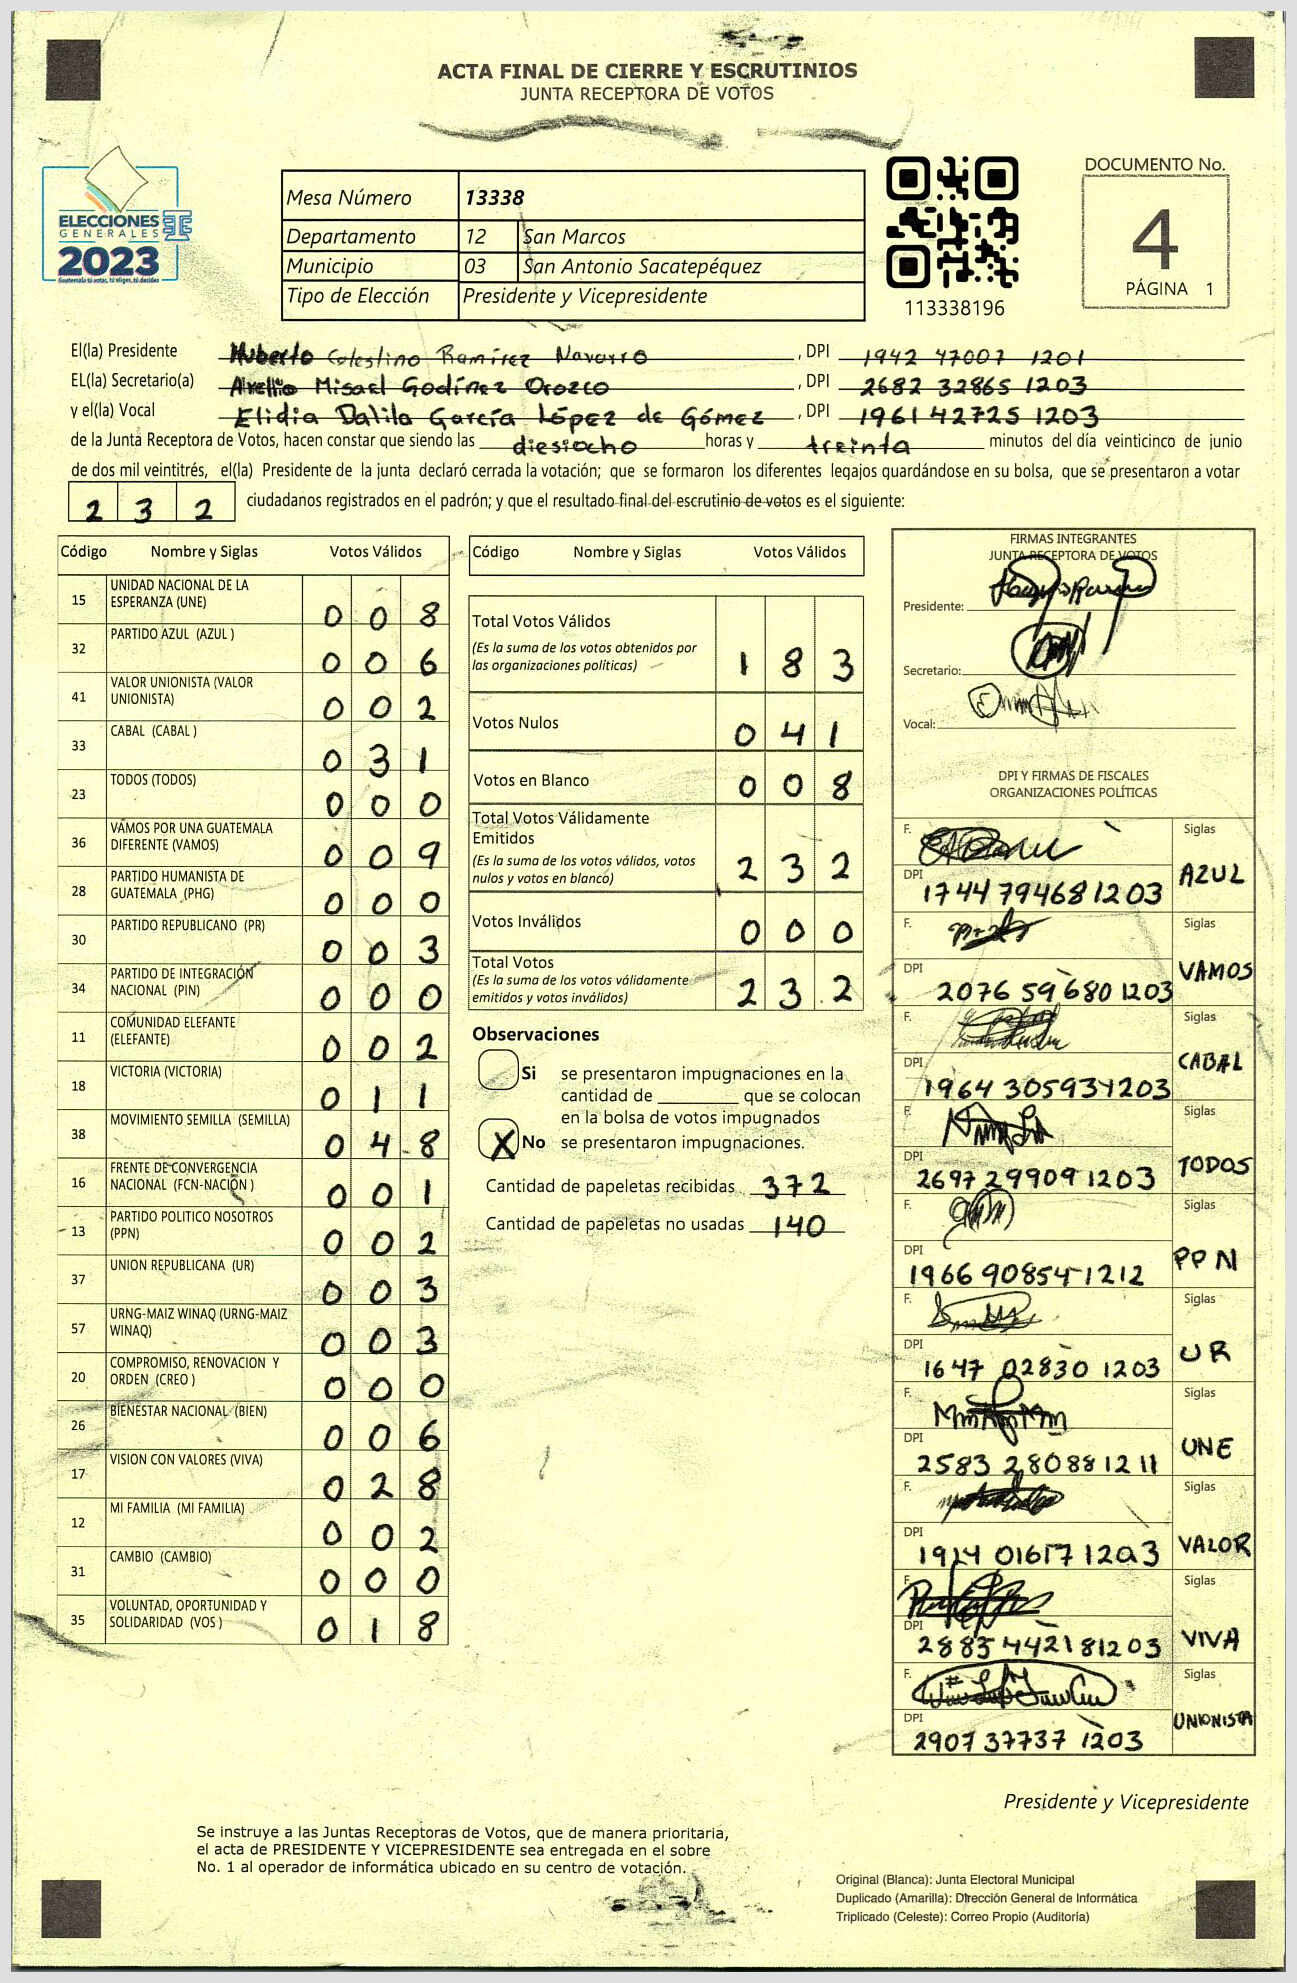 ACTA FINAL DE CIERRE Y ESCRUTINIOS
JUNTA RECEPTORA DE VOTOS
ELECCIONES
GENERALES
2023
Guatemala tú votas, tú eliges, tú decides
Mesa Número 13338
Departamento 12 San Marcos
Municipio 03 San Antonio Sacatepéquez
Tipo de Elección Presidente y Vicepresidente
113338196
DOCUMENTO No.
4
PÁGINA 1
El(la) Presidente Huberto Celestino Ramírez Navarro, DPI 1942 47007 1201
EL(la) Secretario(a) Misael Godínez Orozco, DPI 2682 32865 1203
y el(la) Vocal Elidia Dalila García López de Gómez, DPI 1961 42725 1203
de la Junta Receptora de Votos, hacen constar que siendo las diesiocho horas y treinta minutos del día veinticinco de junio
de dos mil veintitrés, el(la) Presidente de la junta declaró cerrada la votación; que se formaron los diferentes legajos guardándose en su bolsa, que se presentaron a votar
2 3 2 ciudadanos registrados en el padrón; y que el resultado final del escrutinio de votos es el siguiente:
Código Nombre y Siglas Votos Válidos
15 UNIDAD NACIONAL DE LA ESPERANZA (UNE) 0 0 8
32 PARTIDO AZUL (AZUL ) 0 0 6
41 VALOR UNIONISTA (VALOR UNIONISTA) 0 0 2
33 CABAL (CABAL ) 0 3 1
23 TODOS (TODOS) 0 0 0
36 VAMOS POR UNA GUATEMALA DIFERENTE (VAMOS) 0 0 9
28 PARTIDO HUMANISTA DE GUATEMALA (PHG) 0 0 0
30 PARTIDO REPUBLICANO (PR) 0 0 3
34 PARTIDO DE INTEGRACIÓN NACIONAL (PIN) 0 0 0
11 COMUNIDAD ELEFANTE (ELEFANTE) 0 0 2
18 VICTORIA (VICTORIA) 0 1 1
38 MOVIMIENTO SEMILLA (SEMILLA) 0 4 8
16 FRENTE DE CONVERGENCIA NACIONAL (FCN-NACIÓN ) 0 0 1
13 PARTIDO POLITICO NOSOTROS (PPN) 0 0 2
37 UNION REPUBLICANA (UR) 0 0 3
57 URNG-MAIZ WINAQ (URNG-MAIZ WINAQ) 0 0 3
20 COMPROMISO, RENOVACION Y ORDEN (CREO ) 0 0 0
26 BIENESTAR NACIONAL (BIEN) 0 0 6
17 VISION CON VALORES (VIVA) 0 2 8
12 MI FAMILIA (MI FAMILIA) 0 0 2
31 CAMBIO (CAMBIO) 0 0 0
35 VOLUNTAD, OPORTUNIDAD Y SOLIDARIDAD (VOS ) 0 1 8
Código Nombre y Siglas Votos Válidos
Total Votos Válidos
(Es la suma de los votos obtenidos por
las organizaciones políticas) 1 8 3
Votos Nulos 0 4 1
Votos en Blanco 0 0 8
Total Votos Válidamente
Emitidos
(Es la suma de los votos válidos, votos
nulos y votos en blanco) 2 3 2
Votos Inválidos 0 0 0
Total Votos
(Es la suma de los votos válidamente
emitidos y votos inválidos) 2 3 2
Observaciones
Si se presentaron impugnaciones en la
cantidad de ________ que se colocan
en la bolsa de votos impugnados
X No se presentaron impugnaciones.
Cantidad de papeletas recibidas 372
Cantidad de papeletas no usadas 140
FIRMAS INTEGRANTES
JUNTA RECEPTORA DE VOTOS
Presidente:
Secretario:
Vocal:
DPI Y FIRMAS DE FISCALES
ORGANIZACIONES POLÍTICAS
F. Siglas
DPI 1744 79468 1203 AZUL
F. Siglas
DPI 2076 59680 1203 VAMOS
F. Siglas
DPI 1964 30593 1203 CABAL
F. Siglas
DPI 2697 29909 1203 TODOS
F. Siglas
DPI 1966 90854 1212 PPN
F. Siglas
DPI 1647 02830 1203 UR
F. Siglas
DPI 2583 28088 1211 UNE
F. Siglas
DPI 1914 01617 1203 VALOR
F. Siglas
DPI 2883 44218 1203 VIVA
F. Siglas
DPI 2907 37737 1203 UNIONISTA
Presidente y Vicepresidente
Se instruye a las Juntas Receptoras de Votos, que de manera prioritaria,
el acta de PRESIDENTE Y VICEPRESIDENTE sea entregada en el sobre
No. 1 al operador de informática ubicado en su centro de votación.
Original (Blanca): Junta Electoral Municipal
Duplicado (Amarilla): Dirección General de Informática
Triplicado (Celeste): Correo Propio (Auditoría)